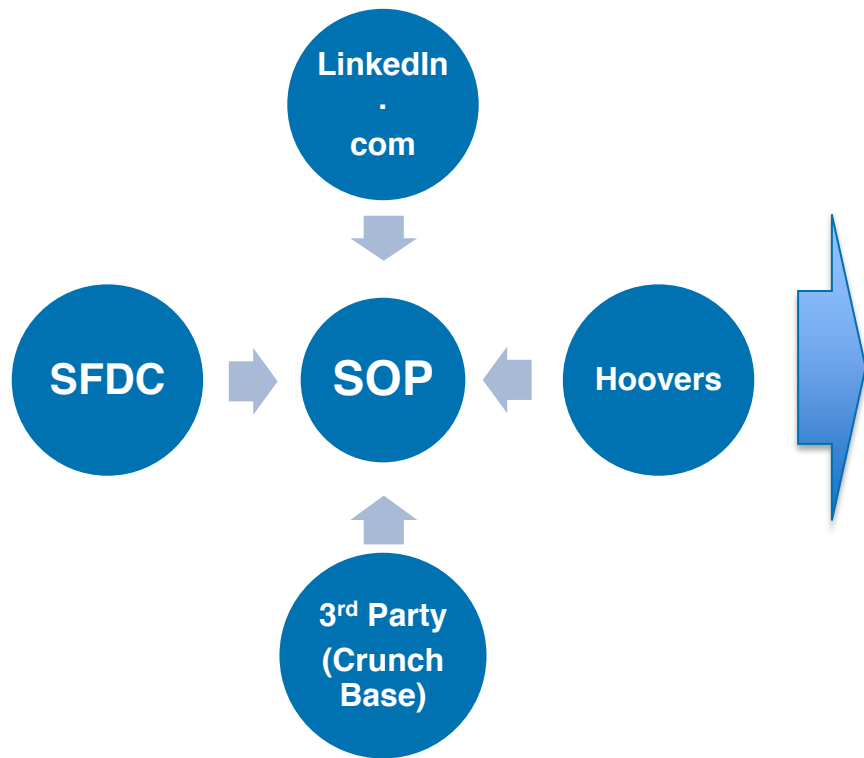 LinkedIn
.
com
SFDC
SOP
Hoovers
3rd Party
(Crunch
Base)